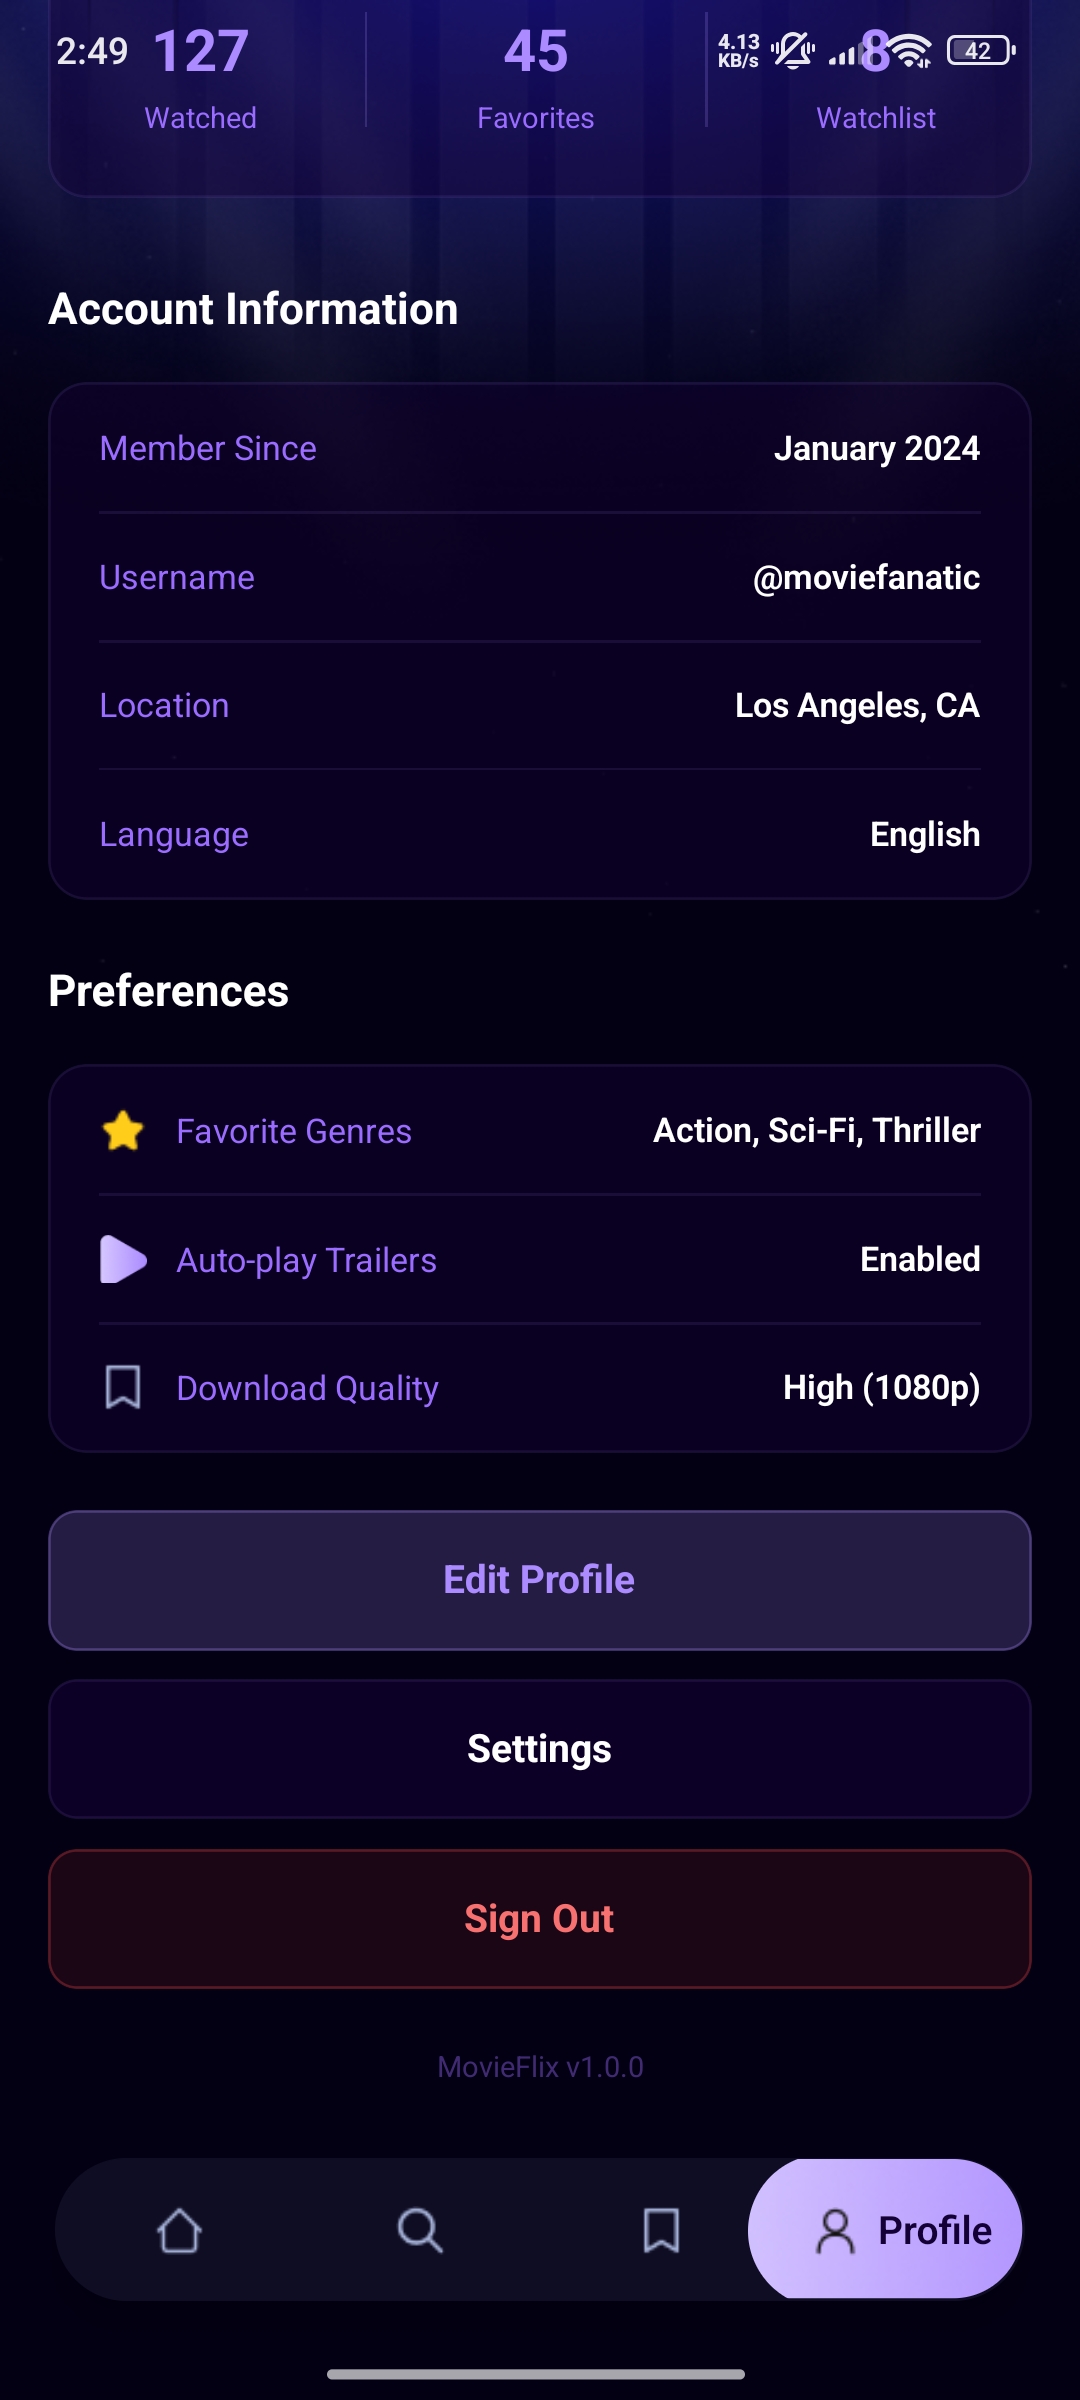 2:49 127 45 4.13 KB/s 8 42
Watched Favorites Watchlist
Account Information
Member Since January 2024
Username @moviefanatic
Location Los Angeles, CA
Language English
Preferences
Favorite Genres Action, Sci-Fi, Thriller
Auto-play Trailers Enabled
Download Quality High (1080p)
Edit Profile
Settings
Sign Out
MovieFlix v1.0.0
Profile